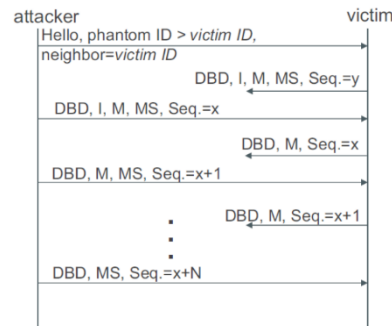 attacker
victim
Hello, phantom ID > victim ID,
neighbor=victim ID
DBD, I, M, MS, Seq.=y
DBD, I, M, MS, Seq.=x
DBD, M, Seq.=x
DBD, M, MS, Seq.=x+1
DBD, M, Seq.=x+1
DBD, MS, Seq.=x+N